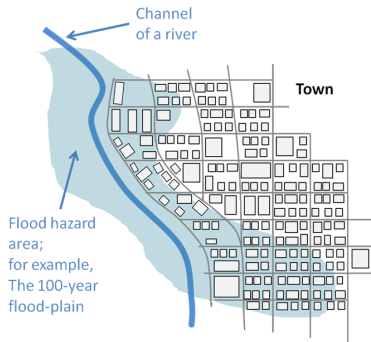 Channel
of a river
Town
Flood hazard
area;
for example,
The 100-year
flood-plain